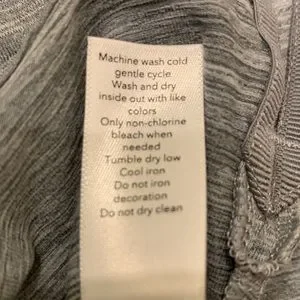 Machine wash cold
gentle cycle
Wash and dry
inside out with like
colors
Only non-chlorine
bleach when
needed
Tumble dry low
Cool iron
Do not iron
decoration
Do not dry clean